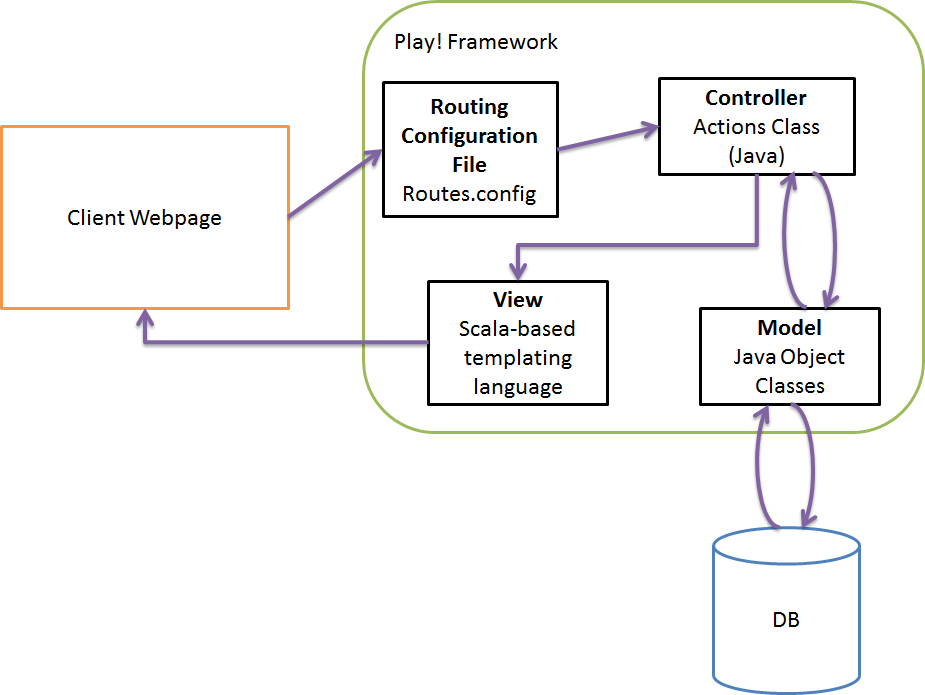 Play! Framework
Routing
Configuration
File
Routes.config
Controller
Actions Class
(Java)
Client Webpage
View
Scala-based
templating
language
Model
Java Object
Classes
DB